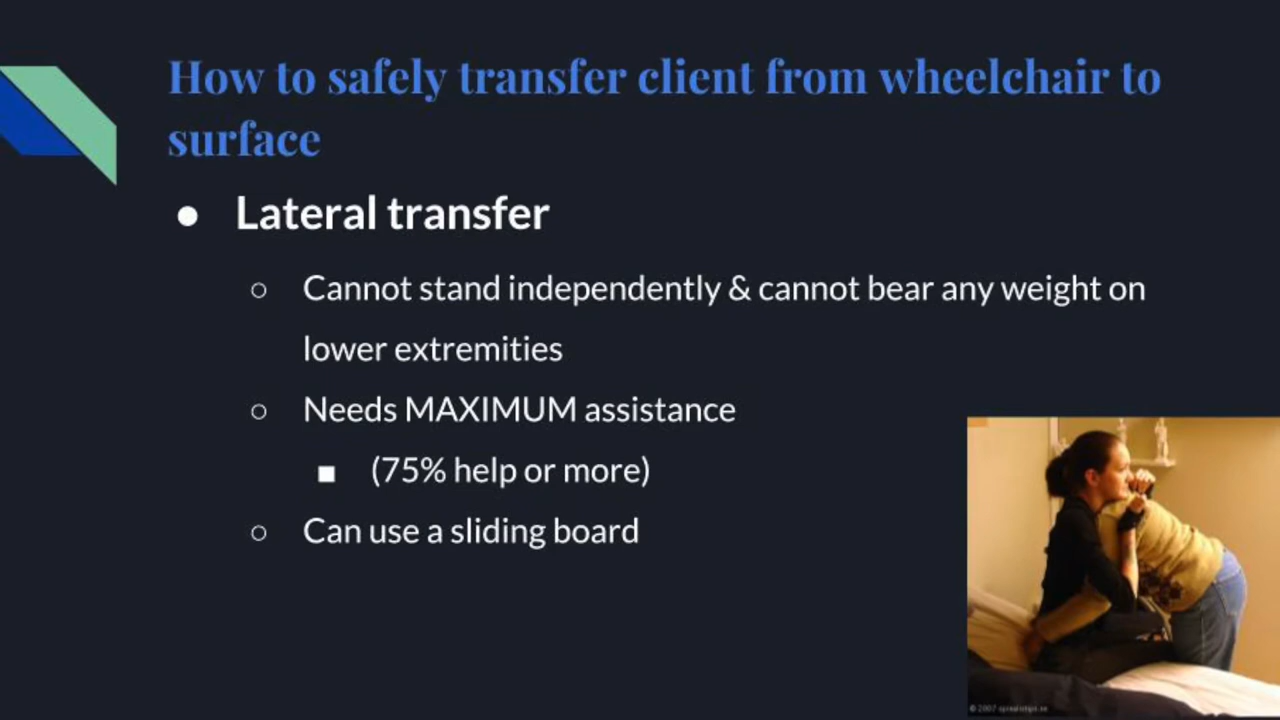 How to safely transfer client from wheelchair to
surface
● Lateral transfer
○ Cannot stand independently & cannot bear any weight on
lower extremities
○ Needs MAXIMUM assistance
■ (75% help or more)
○ Can use a sliding board
© 2007